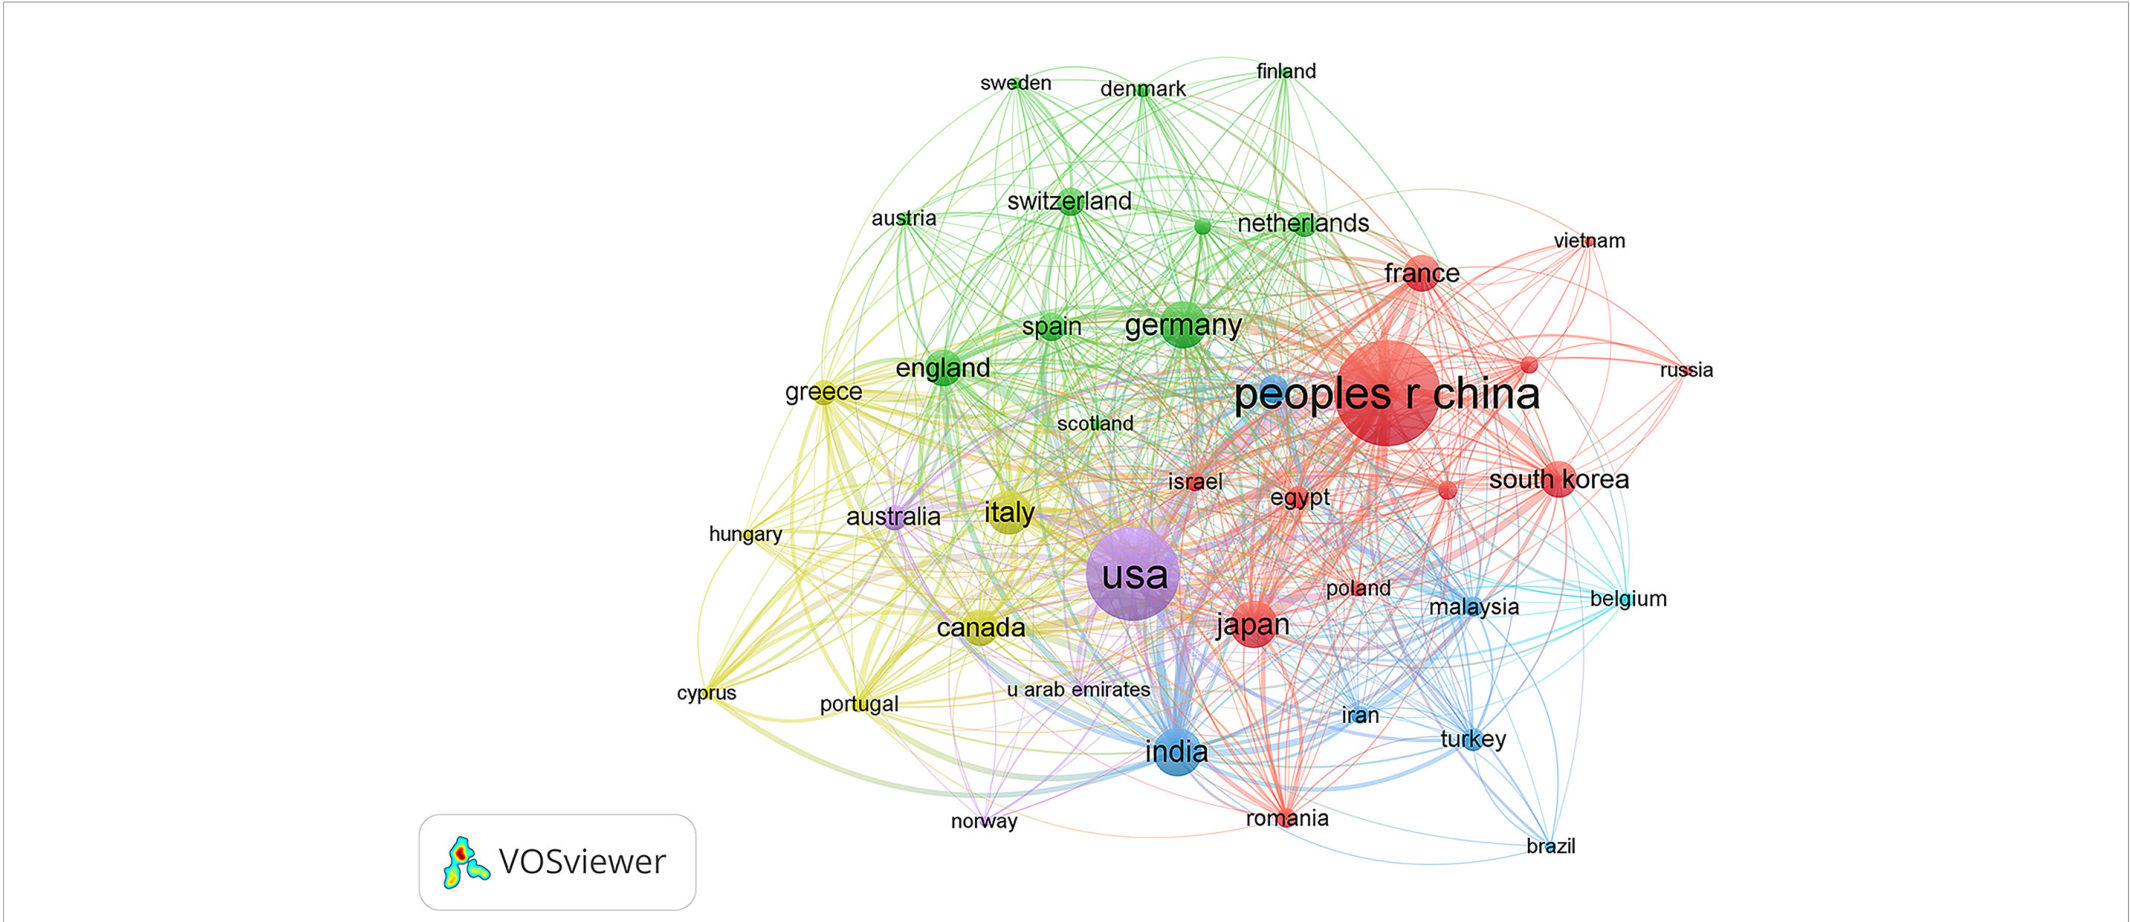 finland
sweden
denmark
switzerland
austria
netherlands
vietnam
france
spain
germany
england
russia
greece
peoples r china
scotland
israel
south korea
egypt
italy
australia
hungary
usa
poland
belgium
malaysia
japan
canada
u arab emirates
cyprus
portugal
iran
turkey
india
romania
norway
brazil
VOSviewer